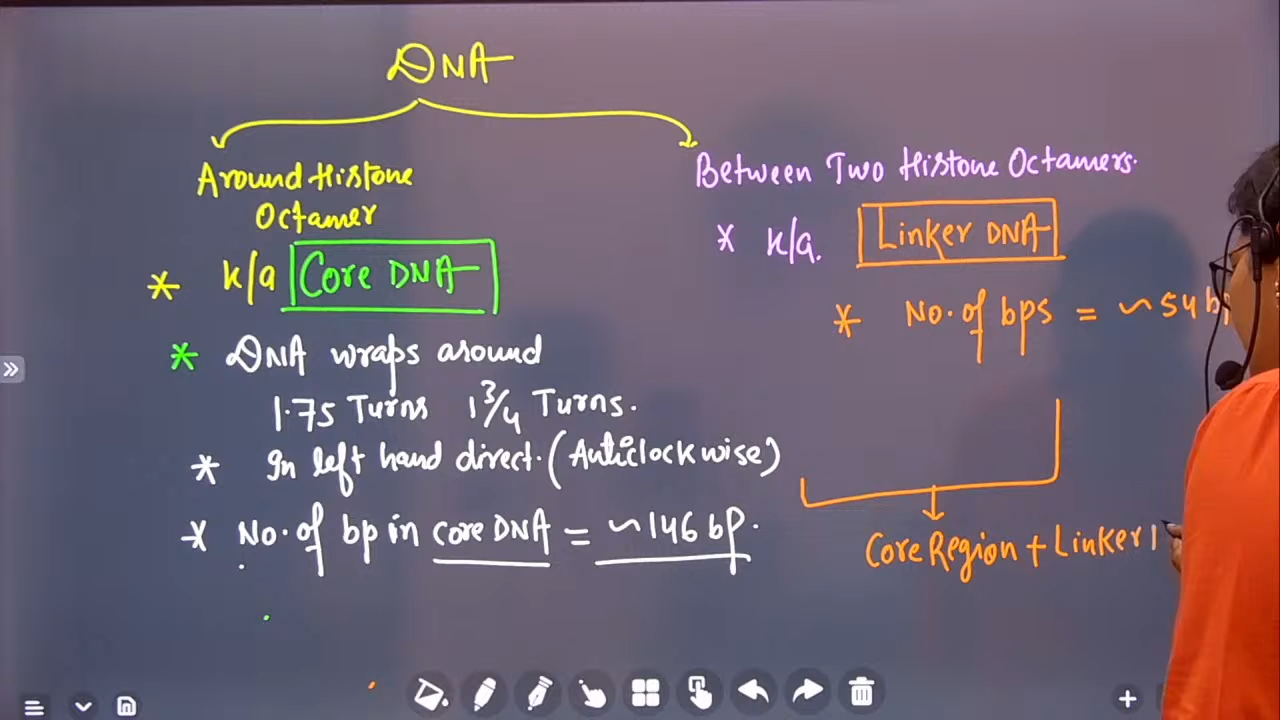 DNA
Around Histone
Octamer
* k/a Core DNA
* DNA wraps around
1.75 Turns 1 3/4 Turns.
* In left hand direct. (Anticlockwise)
* No. of bp in core DNA = ~146 bp.
Between Two Histone Octamers.
* k/a. Linker DNA
* No. of bps = ~54 b
Core Region + Linker